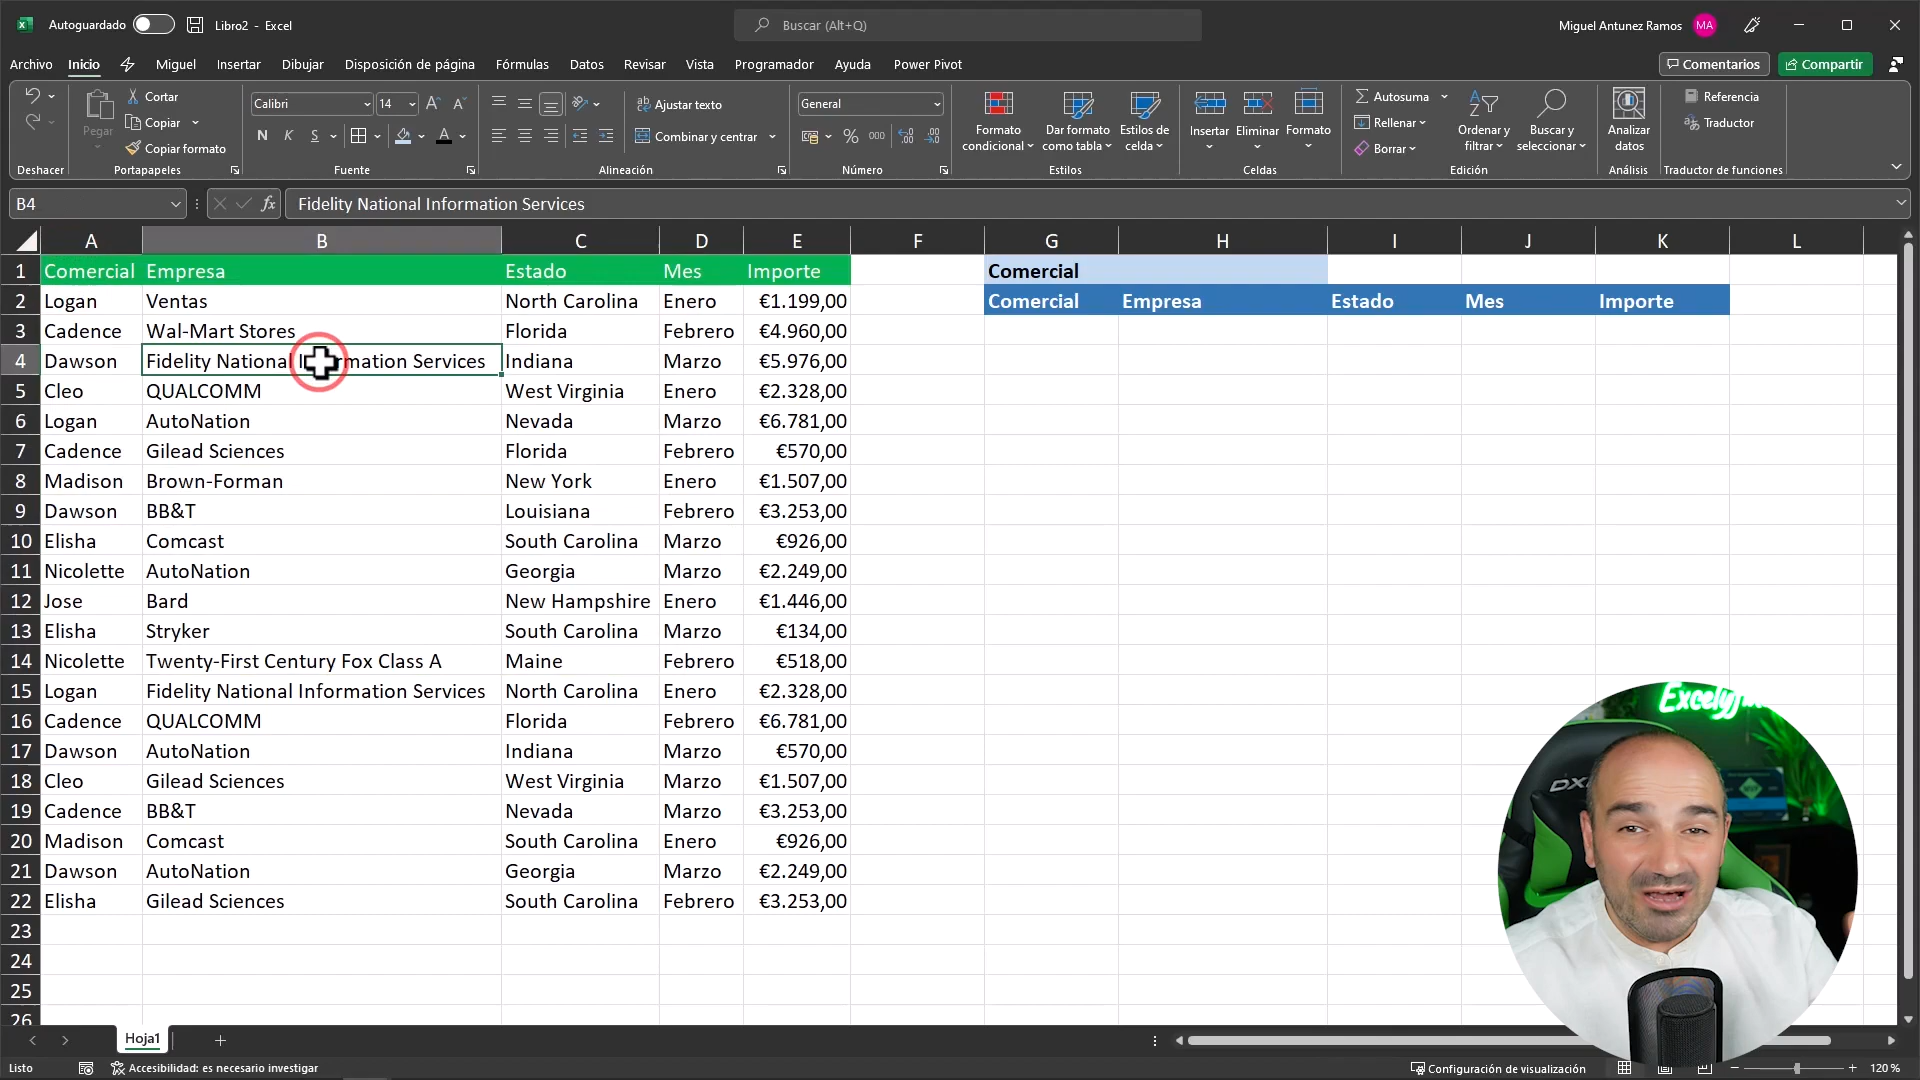 Autoguardado Libro2 - Excel Buscar (Alt+Q) Miguel Antunez Ramos MA
Archivo Inicio Miguel Insertar Dibujar Disposición de página Fórmulas Datos Revisar Vista Programador Ayuda Power Pivot Comentarios Compartir
Pegar Cortar Copiar Copiar formato
Calibri 14 N K S
Ajustar texto Combinar y centrar
General % 000
Formato condicional Dar formato como tabla Estilos de celda
Insertar Eliminar Formato
Autosuma Rellenar Borrar Ordenar y filtrar Buscar y seleccionar
Analizar datos Referencia Traductor
Deshacer Portapapeles Fuente Alineación Número Estilos Celdas Edición Análisis Traductor de funciones
B4 fx Fidelity National Information Services
A B C D E F G H I J K L
1 Comercial Empresa Estado Mes Importe Comercial
2 Logan Ventas North Carolina Enero €1.199,00 Comercial Empresa Estado Mes Importe
3 Cadence Wal-Mart Stores Florida Febrero €4.960,00
4 Dawson Fidelity National Information Services Indiana Marzo €5.976,00
5 Cleo QUALCOMM West Virginia Enero €2.328,00
6 Logan AutoNation Nevada Marzo €6.781,00
7 Cadence Gilead Sciences Florida Febrero €570,00
8 Madison Brown-Forman New York Enero €1.507,00
9 Dawson BB&T Louisiana Febrero €3.253,00
10 Elisha Comcast South Carolina Marzo €926,00
11 Nicolette AutoNation Georgia Marzo €2.249,00
12 Jose Bard New Hampshire Enero €1.446,00
13 Elisha Stryker South Carolina Marzo €134,00
14 Nicolette Twenty-First Century Fox Class A Maine Febrero €518,00
15 Logan Fidelity National Information Services North Carolina Enero €2.328,00
16 Cadence QUALCOMM Florida Febrero €6.781,00
17 Dawson AutoNation Indiana Marzo €570,00
18 Cleo Gilead Sciences West Virginia Marzo €1.507,00
19 Cadence BB&T Nevada Marzo €3.253,00
20 Madison Comcast South Carolina Enero €926,00
21 Dawson AutoNation Georgia Marzo €2.249,00
22 Elisha Gilead Sciences South Carolina Febrero €3.253,00
23
24
25
26
Hoja1
Listo Accesibilidad: es necesario investigar Configuración de visualización 120 %